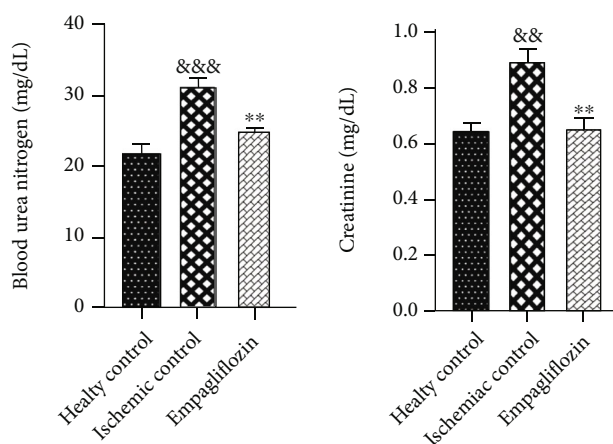 Blood urea nitrogen (mg/dL)
40
30
20
10
0
&&&
**
Healty control
Ischemic control
Empagliflozin
Creatinine (mg/dL)
1.0
0.8
0.6
0.4
0.2
0.0
&&
**
Healty control
Ischemiac control
Empagliflozin